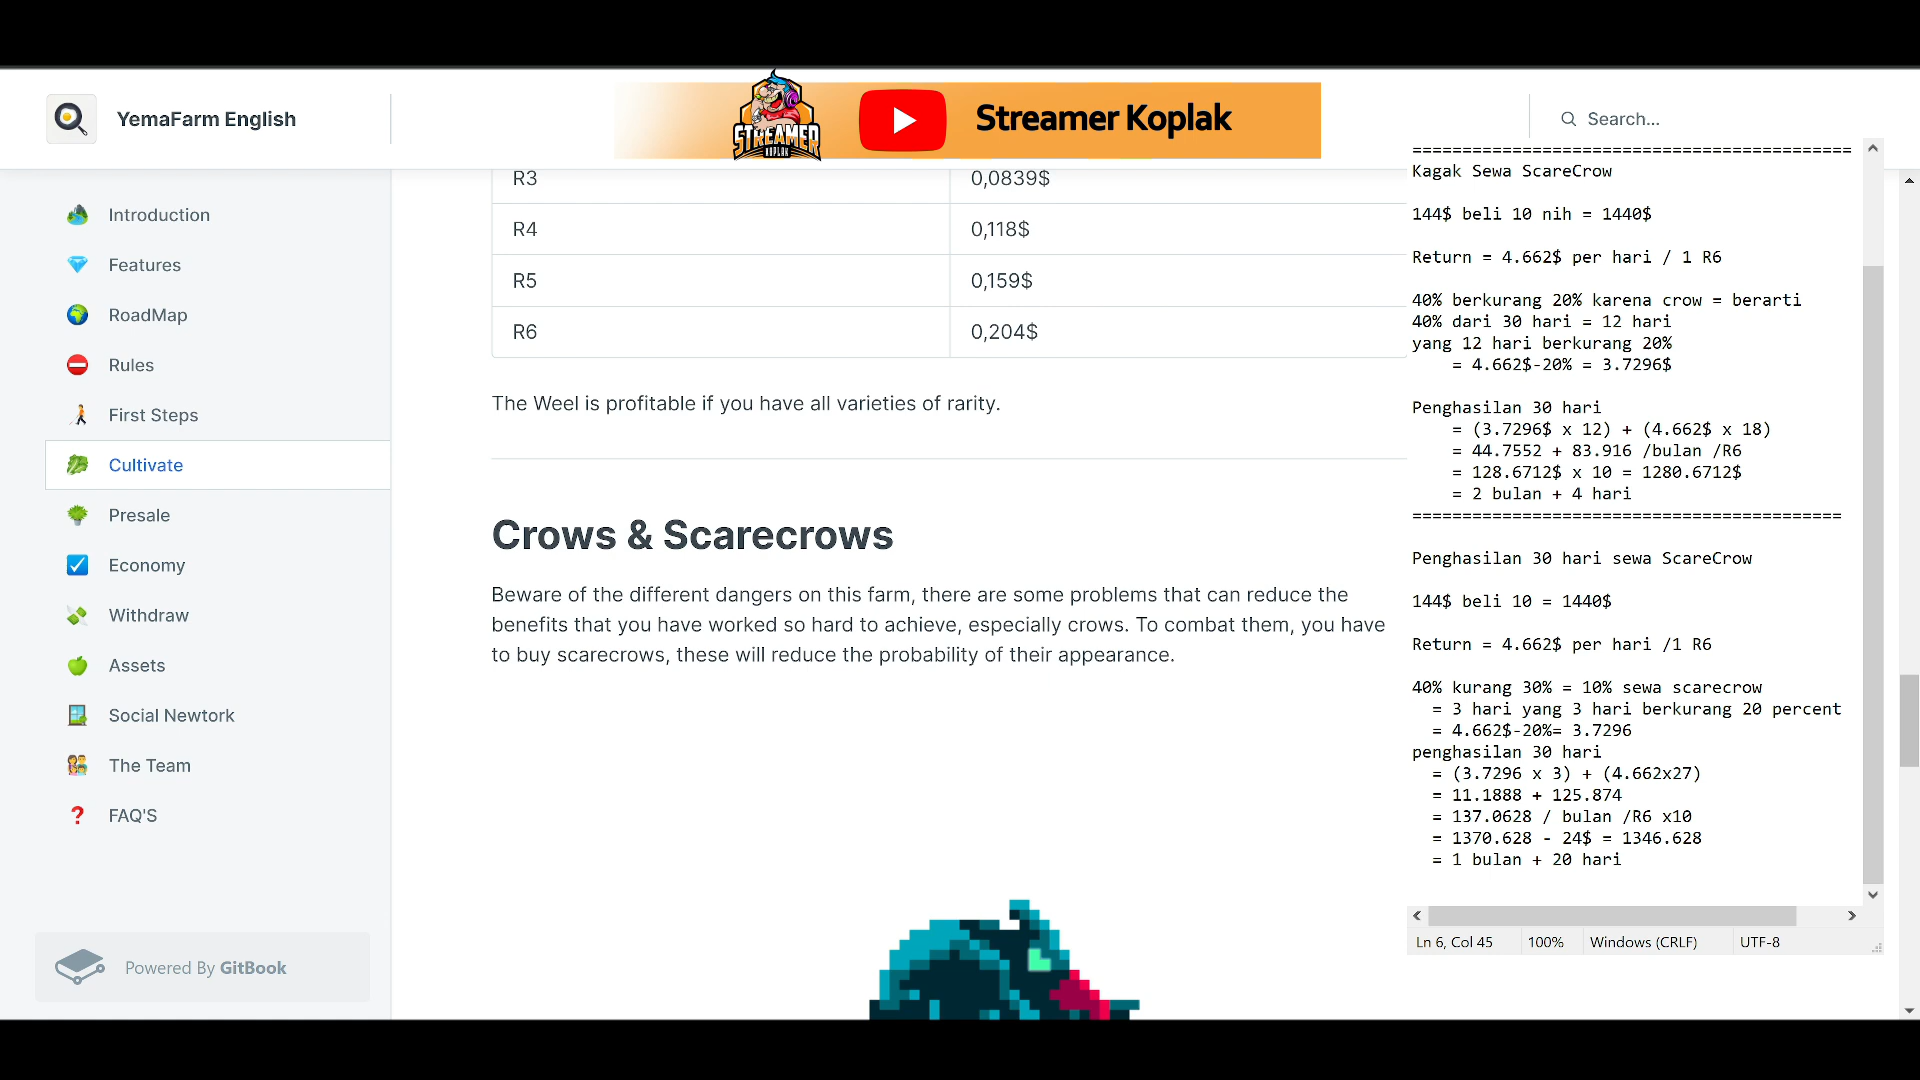 YemaFarm English
STREAMER
KOPLAK
Streamer Koplak
Search...
Introduction
Features
RoadMap
Rules
First Steps
Cultivate
Presale
Economy
Withdraw
Assets
Social Newtork
The Team
FAQ'S
Powered By GitBook
R3 0,0839$
R4 0,118$
R5 0,159$
R6 0,204$
The Weel is profitable if you have all varieties of rarity.
Crows & Scarecrows
Beware of the different dangers on this farm, there are some problems that can reduce the
benefits that you have worked so hard to achieve, especially crows. To combat them, you have
to buy scarecrows, these will reduce the probability of their appearance.
============================================
Kagak Sewa ScareCrow
144$ beli 10 nih = 1440$
Return = 4.662$ per hari / 1 R6
40% berkurang 20% karena crow = berarti
40% dari 30 hari = 12 hari
yang 12 hari berkurang 20%
= 4.662$-20% = 3.7296$
Penghasilan 30 hari
= (3.7296$ x 12) + (4.662$ x 18)
= 44.7552 + 83.916 /bulan /R6
= 128.6712$ x 10 = 1280.6712$
= 2 bulan + 4 hari
===========================================
Penghasilan 30 hari sewa ScareCrow
144$ beli 10 = 1440$
Return = 4.662$ per hari /1 R6
40% kurang 30% = 10% sewa scarecrow
= 3 hari yang 3 hari berkurang 20 percent
= 4.662$-20%= 3.7296
penghasilan 30 hari
= (3.7296 x 3) + (4.662x27)
= 11.1888 + 125.874
= 137.0628 / bulan /R6 x10
= 1370.628 - 24$ = 1346.628
= 1 bulan + 20 hari
Ln 6, Col 45 100% Windows (CRLF) UTF-8